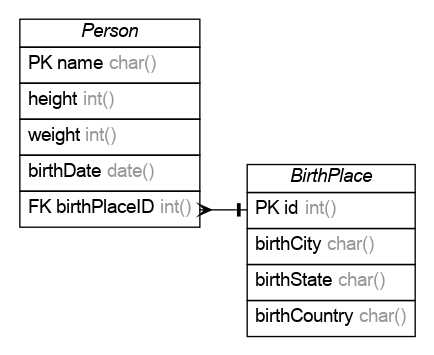 Person
PK name char()
height int()
weight int()
birthDate date()
FK birthPlaceID int()
BirthPlace
PK id int()
birthCity char()
birthState char()
birthCountry char()